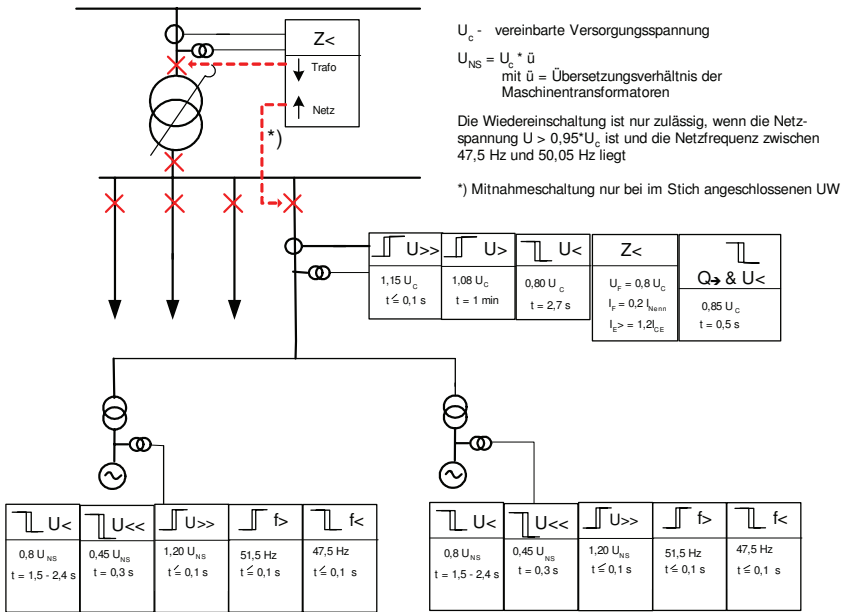 Z<
Trafo
Netz
*)
U_c - vereinbarte Versorgungsspannung
U_NS = U_c * ü
mit ü = Übersetzungsverhältnis der
Maschinentransformatoren
Die Wiedereinschaltung ist nur zulässig, wenn die Netz-
spannung U > 0,95*U_c ist und die Netzfrequenz zwischen
47,5 Hz und 50,05 Hz liegt
*) Mitnahmeschaltung nur bei im Stich angeschlossenen UW
U>>
1,15 U_C
t ≦ 0,1 s
U>
1,08 U_C
t = 1 min
U<
0,80 U_C
t = 2,7 s
Z<
U_F = 0,8 U_C
I_F = 0,2 I_Nenn
I_E> = 1,2I_CE
Q→ & U<
0,85 U_C
t = 0,5 s
U<
0,8 U_NS
t = 1,5 - 2,4 s
U<<
0,45 U_NS
t = 0,3 s
U>>
1,20 U_NS
t ≦ 0,1 s
f>
51,5 Hz
t ≦ 0,1 s
f<
47,5 Hz
t ≦ 0,1 s
U<
0,8 U_NS
t = 1,5 - 2,4 s
U<<
0,45 U_NS
t = 0,3 s
U>>
1,20 U_NS
t ≦ 0,1 s
f>
51,5 Hz
t ≦ 0,1 s
f<
47,5 Hz
t ≦ 0,1 s